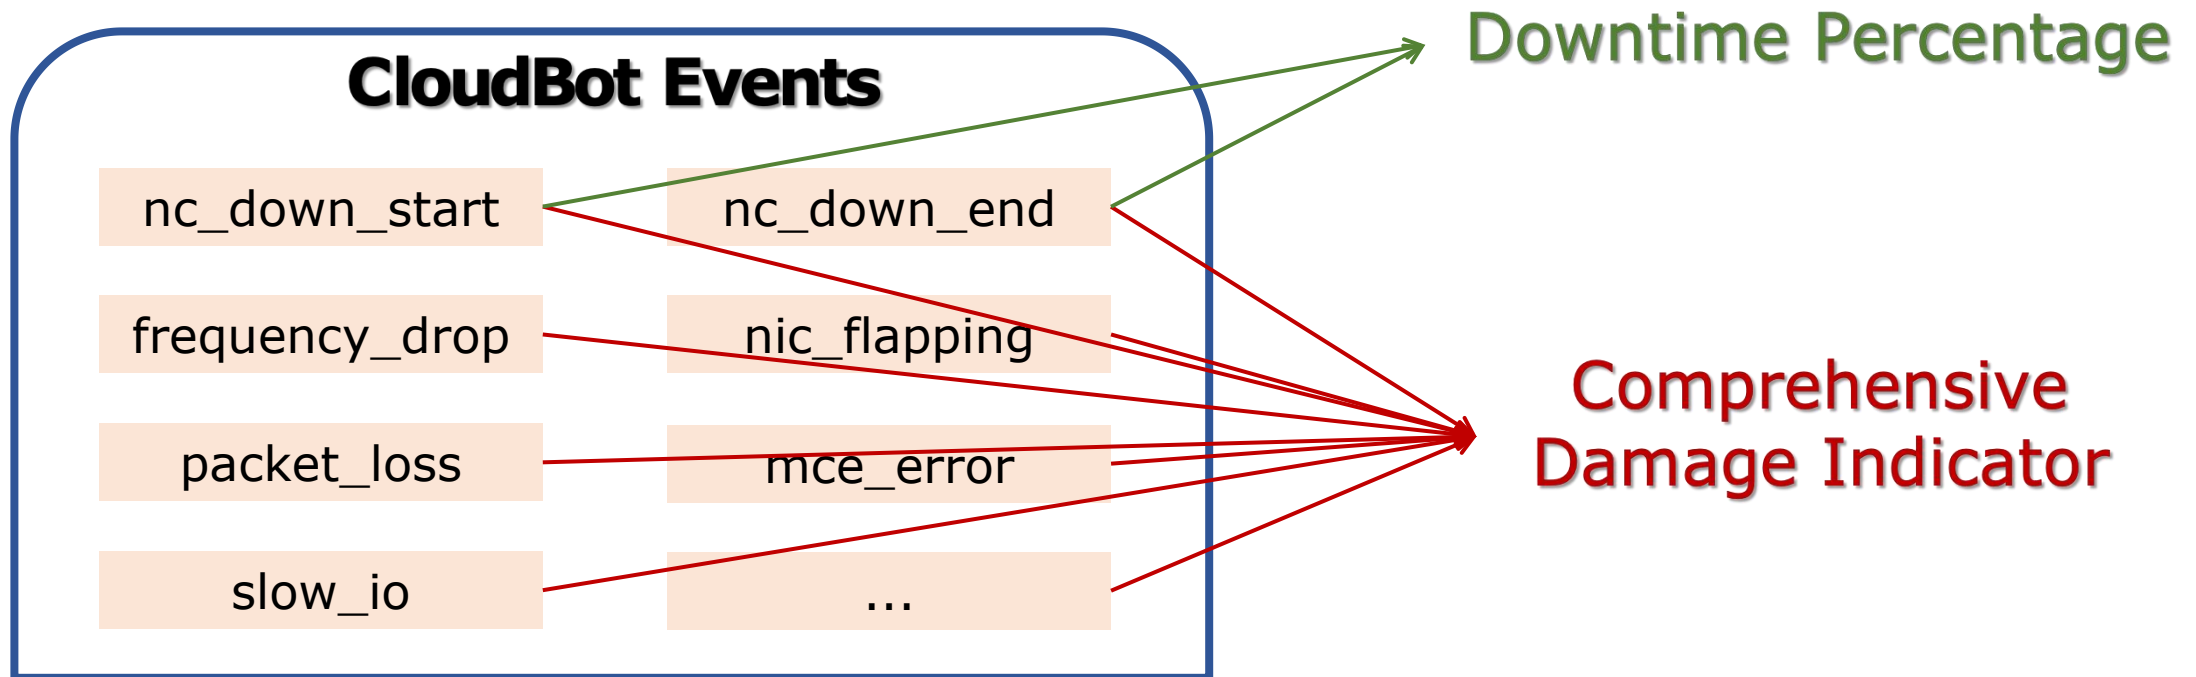 Downtime Percentage
CloudBot Events
nc_down_start
nc_down_end
frequency_drop
nic_flapping
packet_loss
mce_error
slow_io
...
Comprehensive
Damage Indicator